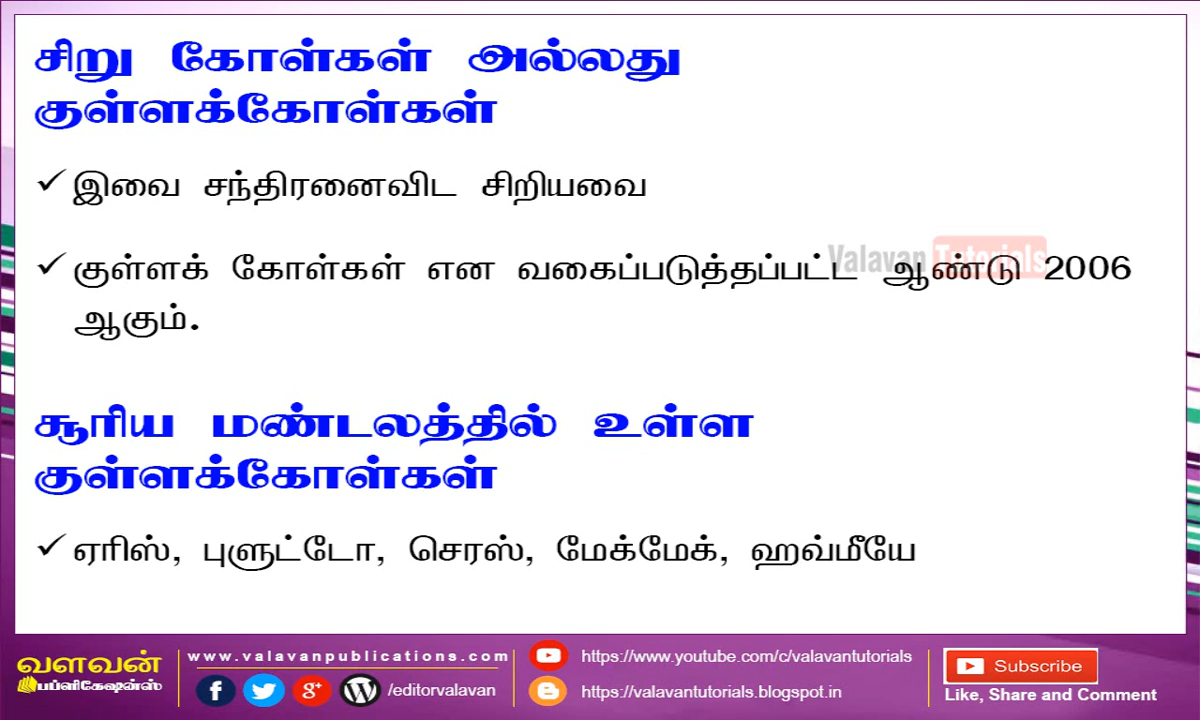 சிறு கோள்கள் அல்லது
குள்ளக்கோள்கள்
✓ இவை சந்திரனைவிட சிறியவை
Valavan Tutorials
✓ குள்ளக் கோள்கள் என வகைப்படுத்தப்பட்ட ஆண்டு 2006
ஆகும்.
சூரிய மண்டலத்தில் உள்ள
குள்ளக்கோள்கள்
✓ ஏரிஸ், புளுட்டோ, செரஸ், மேக்மேக், ஹவ்மீயே
வளவன்
பப்ளிகேஷன்ஸ்
www.valavanpublications.com
/editorvalavan
https://www.youtube.com/c/valavantutorials
https://valavantutorials.blogspot.in
Subscribe
Like, Share and Comment